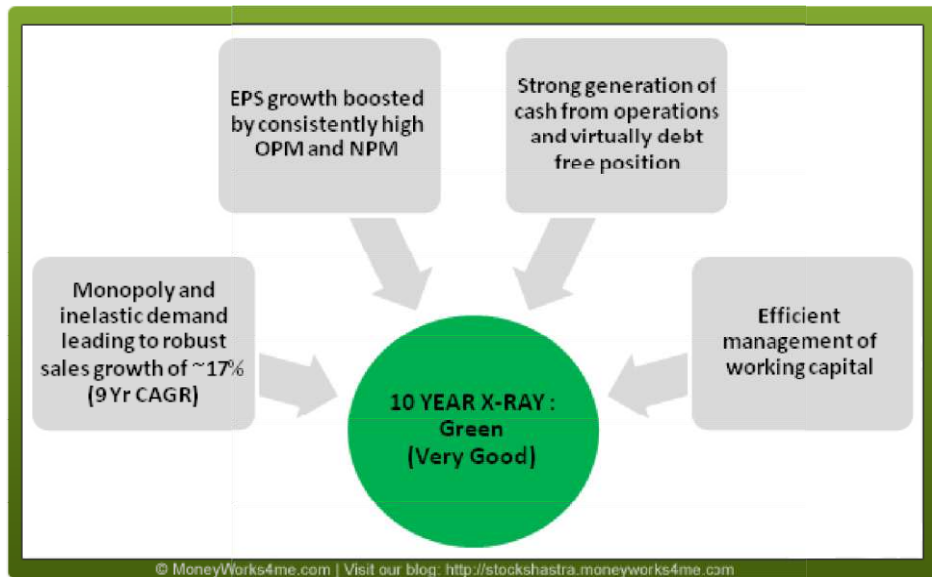 EPS growth boosted
by consistently high
OPM and NPM
Strong generation of
cash from operations
and virtually debt
free position
Monopoly and
inelastic demand
leading to robust
sales growth of ~17%
(9 Yr CAGR)
Efficient
management of
working capital
10 YEAR X-RAY :
Green
(Very Good)
© MoneyWorks4me.com | Visit our blog: http://stockshastra.moneyworks4me.com